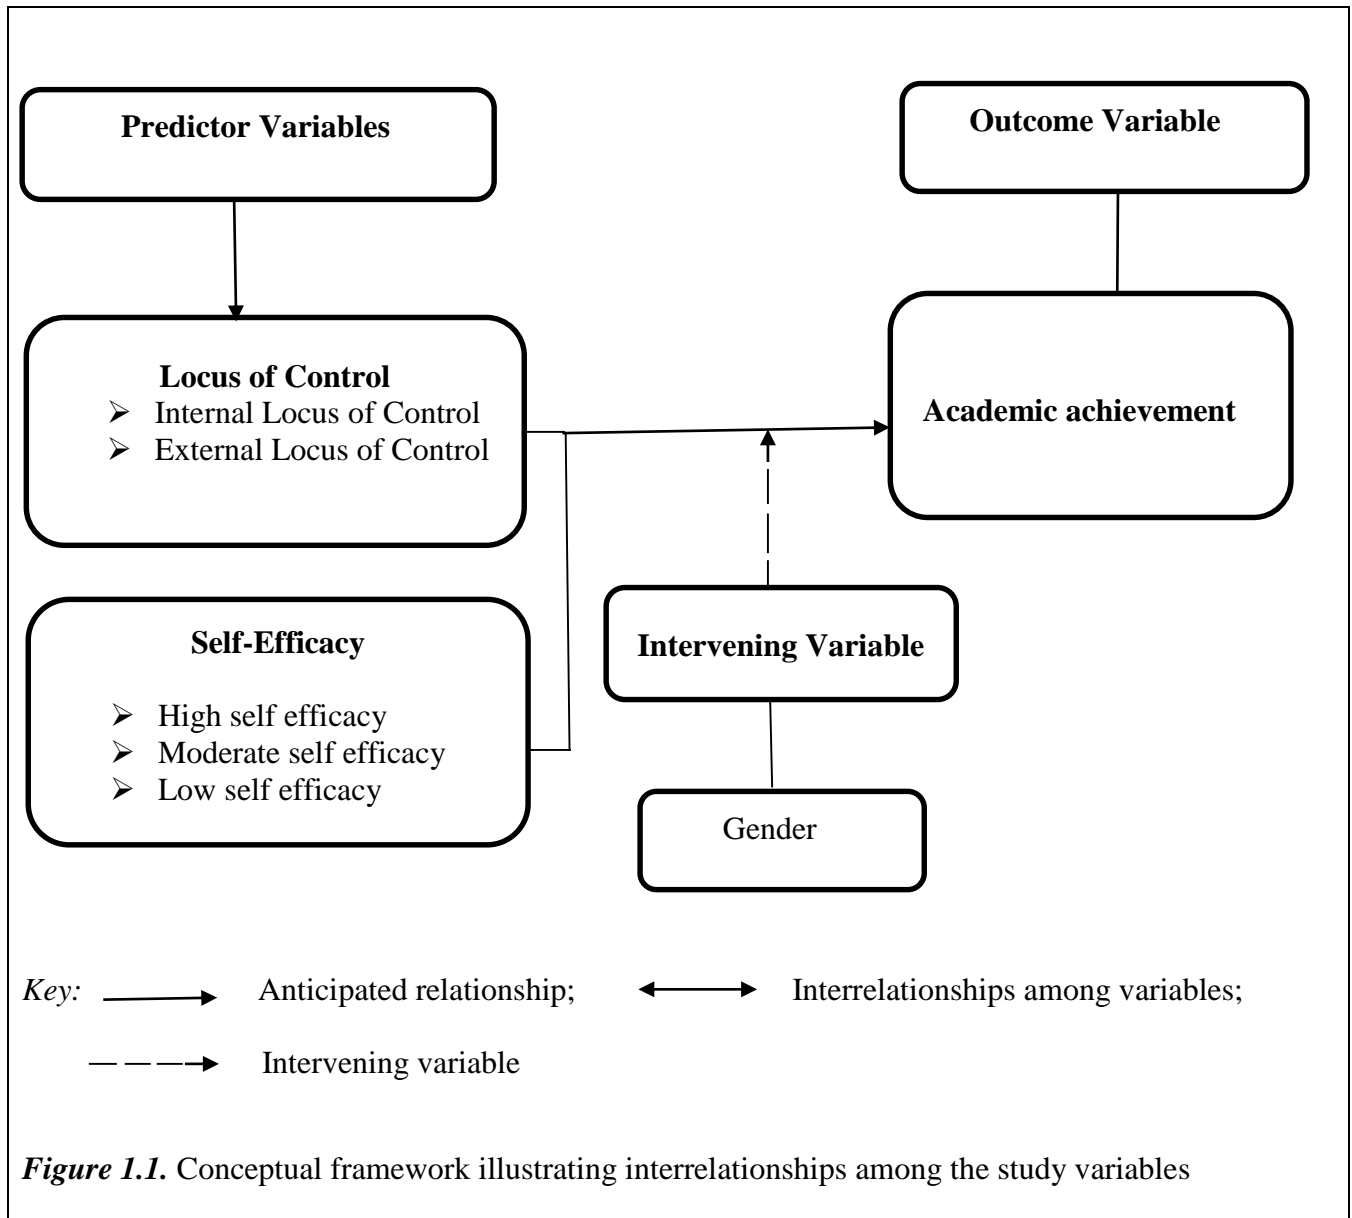 Predictor Variables
Outcome Variable
Locus of Control
➢ Internal Locus of Control
➢ External Locus of Control
Academic achievement
Self-Efficacy
➢ High self efficacy
➢ Moderate self efficacy
➢ Low self efficacy
Intervening Variable
Gender
Key: Anticipated relationship; Interrelationships among variables;
Intervening variable
Figure 1.1. Conceptual framework illustrating interrelationships among the study variables